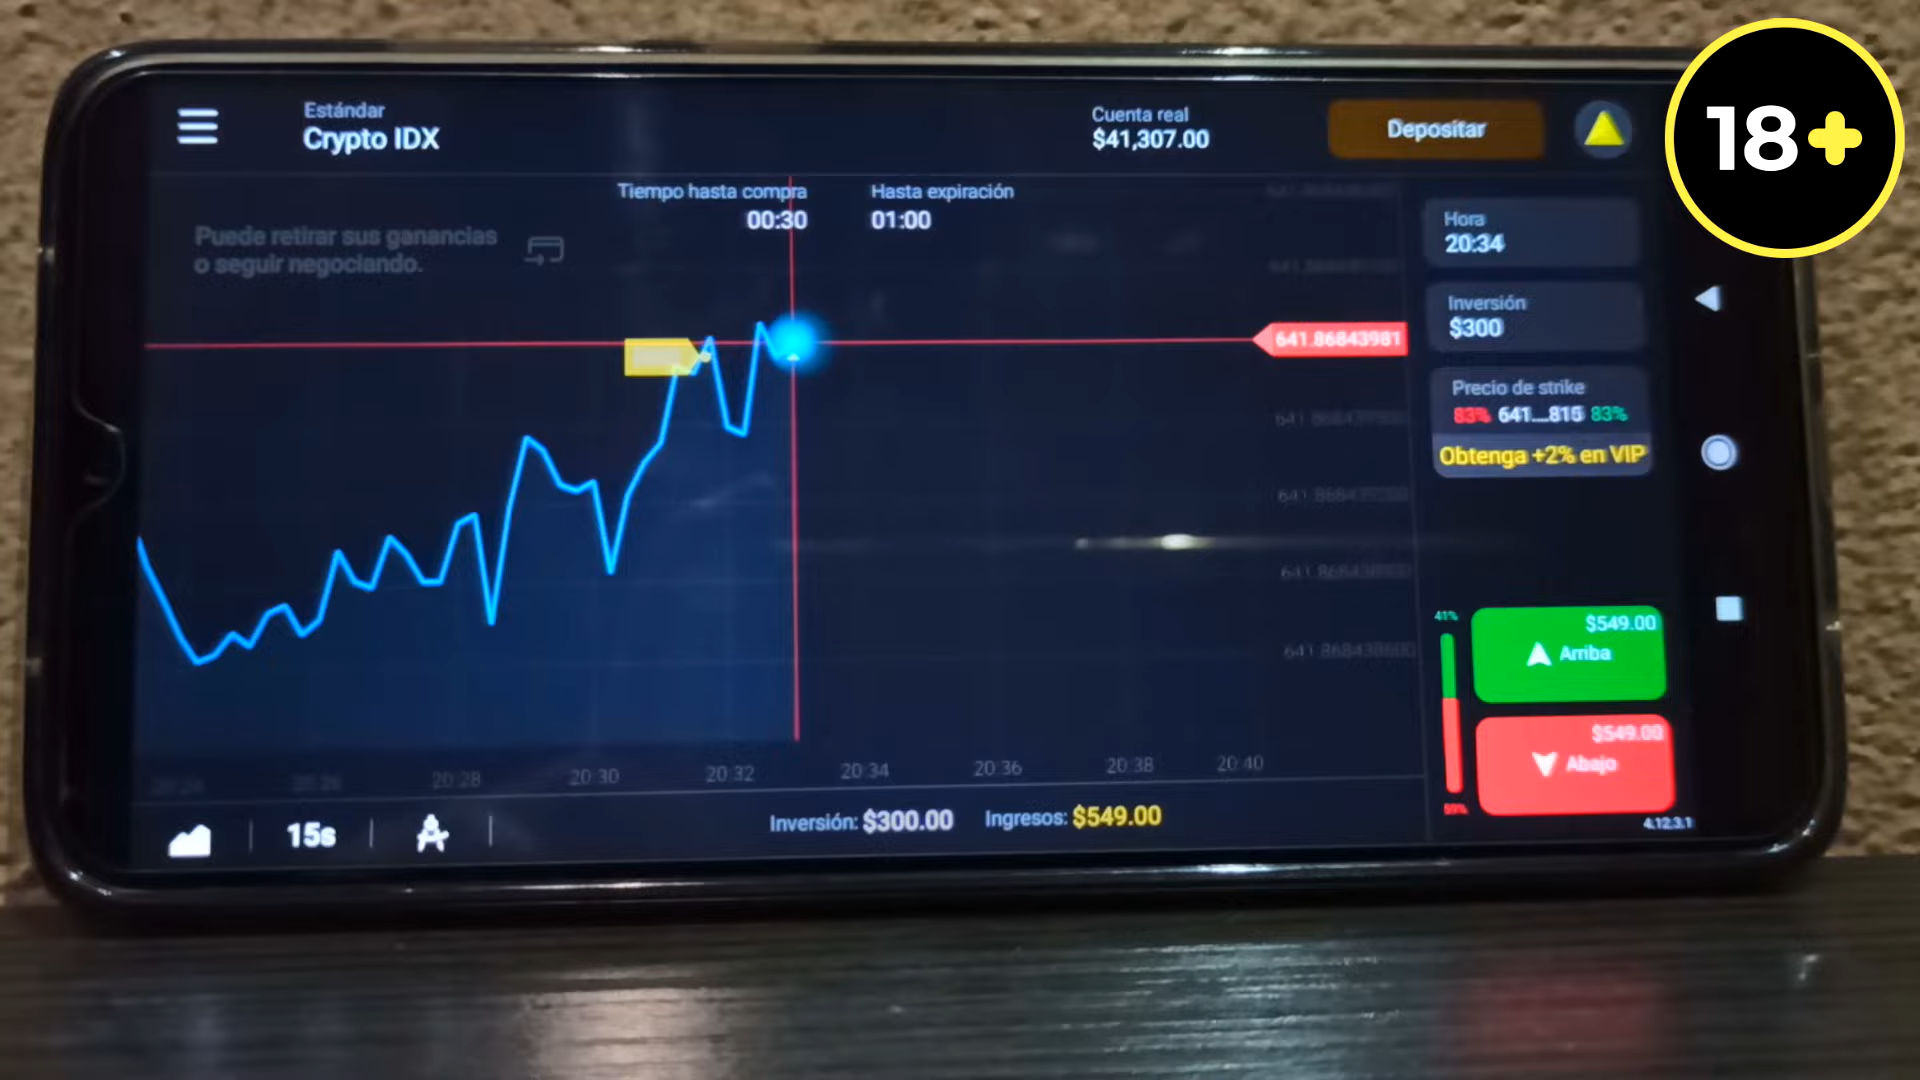 Estándar
Crypto IDX
Cuenta real
$41,307.00
Depositar
18+
Tiempo hasta compra
00:30
Hasta expiración
01:00
Puede retirar sus ganancias
o seguir negociando.
Hora
20:34
Inversión
$300
641.86843981
Precio de strike
83% 641....815 83%
Obtenga +2% en VIP
41%
$549.00
Arriba
$549.00
Abajo
59%
4.12.3.1
20:28
20:30
20:32
20:34
20:36
20:38
20:40
15s
Inversión: $300.00
Ingresos: $549.00